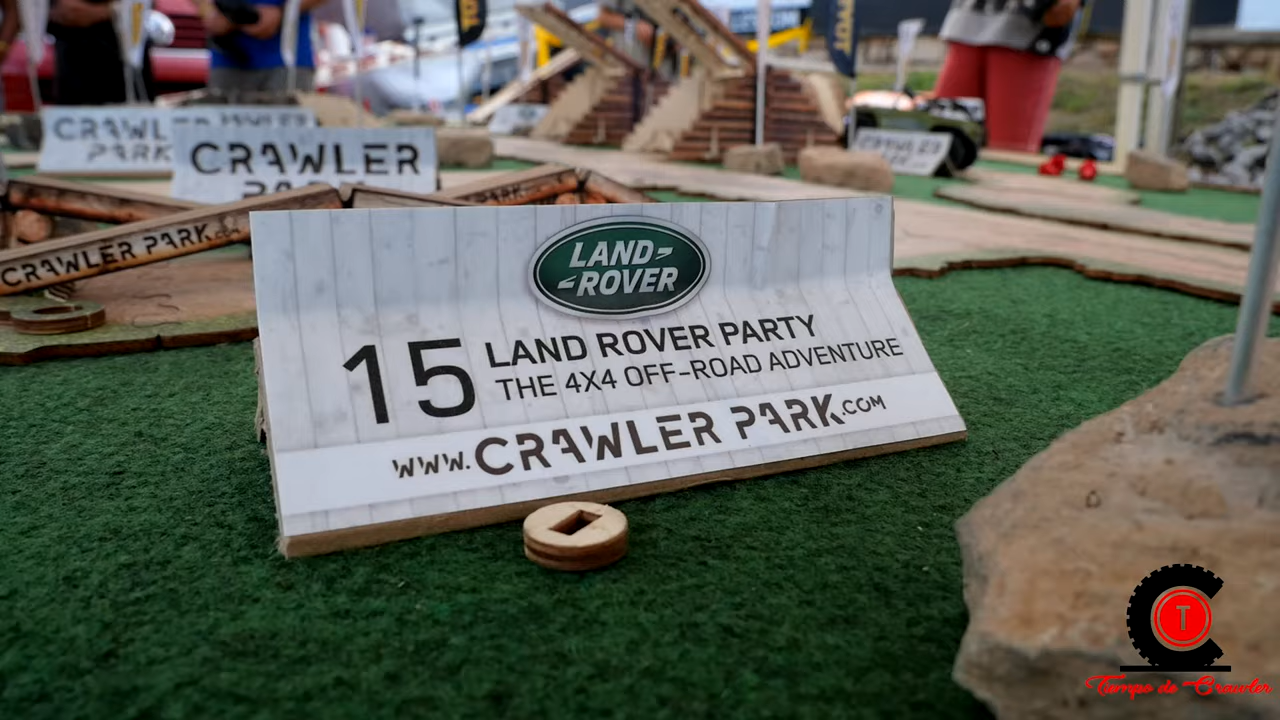 CRAWLER
PARK
CRAWLER
PARK
CRAWLER PARK
LAND
ROVER
15 LAND ROVER PARTY
THE 4X4 OFF-ROAD ADVENTURE
www.CRAWLER PARK.COM
T
Tiempo de Crawler